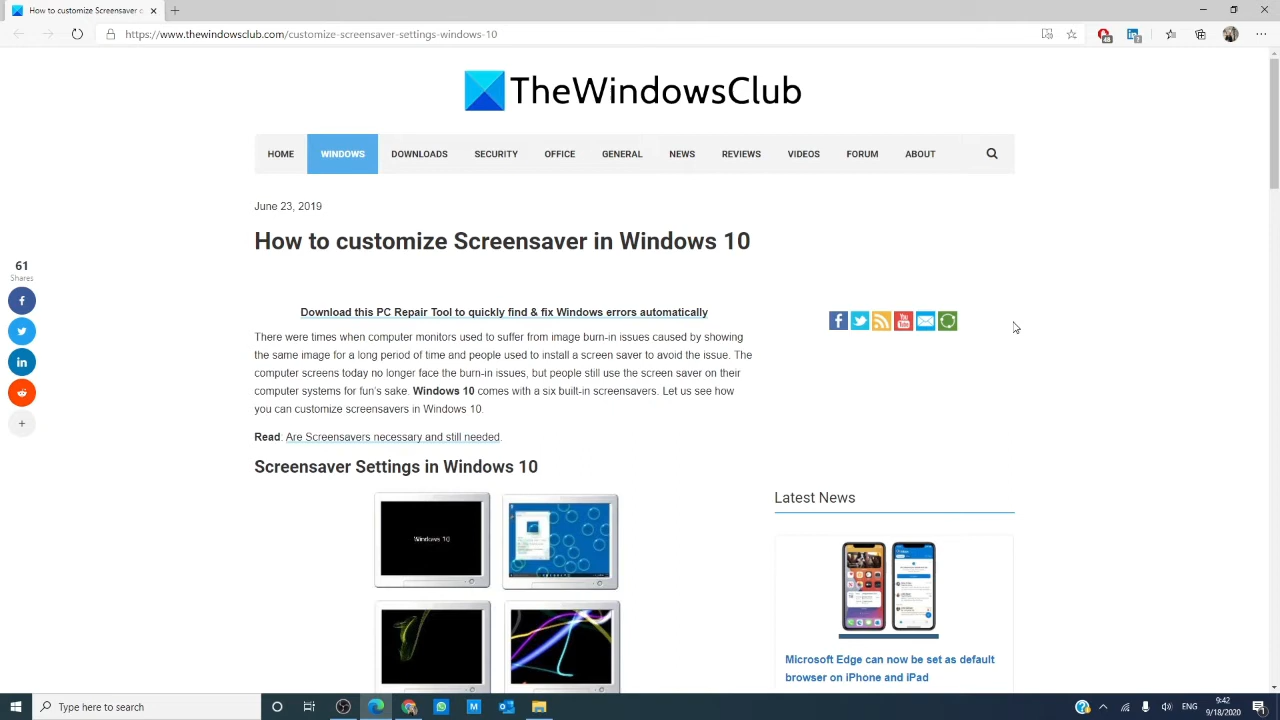 How to customize Screensaver
https://www.thewindowsclub.com/customize-screensaver-settings-windows-10
TheWindowsClub
HOME WINDOWS DOWNLOADS SECURITY OFFICE GENERAL NEWS REVIEWS VIDEOS FORUM ABOUT
June 23, 2019
How to customize Screensaver in Windows 10
61
Shares
Download this PC Repair Tool to quickly find & fix Windows errors automatically
There were times when computer monitors used to suffer from image burn-in issues caused by showing
the same image for a long period of time and people used to install a screen saver to avoid the issue. The
computer screens today no longer face the burn-in issues, but people still use the screen saver on their
computer systems for fun's sake. Windows 10 comes with a six built-in screensavers. Let us see how
you can customize screensavers in Windows 10.
Read: Are Screensavers necessary and still needed.
Screensaver Settings in Windows 10
Windows 10
Latest News
Microsoft Edge can now be set as default
browser on iPhone and iPad
Type here to search
ENG
9:42
9/18/2020